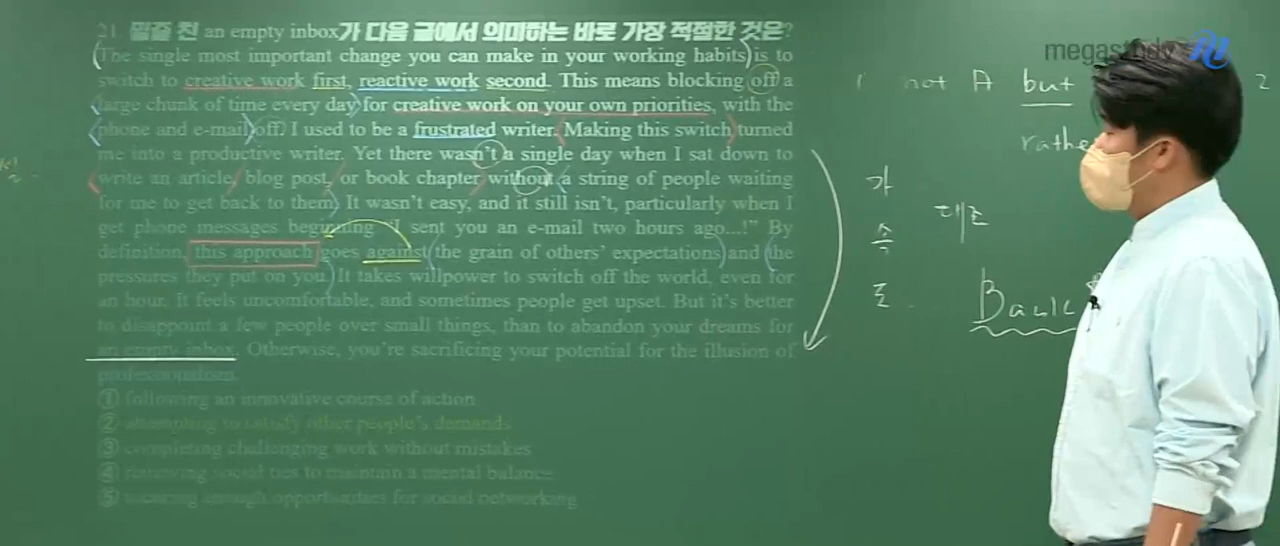 21. 밑줄 친 an empty inbox가 다음 글에서 의미하는 바로 가장 적절한 것은?
The single most important change you can make in your working habits is to
switch to creative work first, reactive work second. This means blocking off a
large chunk of time every day for creative work on your own priorities, with the
phone and e-mail off. I used to be a frustrated writer. Making this switch turned
me into a productive writer. Yet there wasn't a single day when I sat down to
write an article, blog post, or book chapter without a string of people waiting
for me to get back to them. It wasn't easy, and it still isn't, particularly when I
get phone messages beginning "I sent you an e-mail two hours ago...!" By
definition, this approach goes against the grain of others' expectations and the
pressures they put on you. It takes willpower to switch off the world, even for
an hour. It feels uncomfortable, and sometimes people get upset. But it's better
to disappoint a few people over small things, than to abandon your dreams for
an empty inbox. Otherwise, you're sacrificing your potential for the illusion of
professionalism.
① following an innovative course of action
② attempting to satisfy other people's demands
③ completing challenging work without mistakes
④ removing social ties to maintain a mental balance
⑤ securing enough opportunities for social networking
megastudy
not A but
2